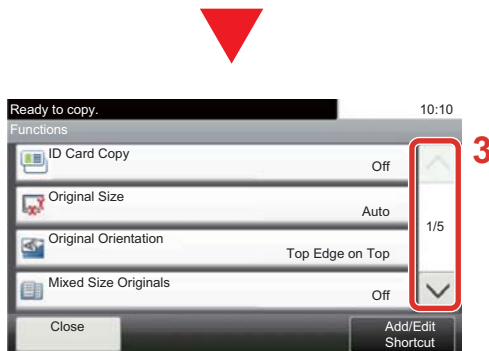 Ready to copy. 10:10
Functions
ID Card Copy
Off
3
Original Size
Auto
1/5
Original Orientation
Top Edge on Top
Mixed Size Originals
Off
Close
Add/Edit
Shortcut